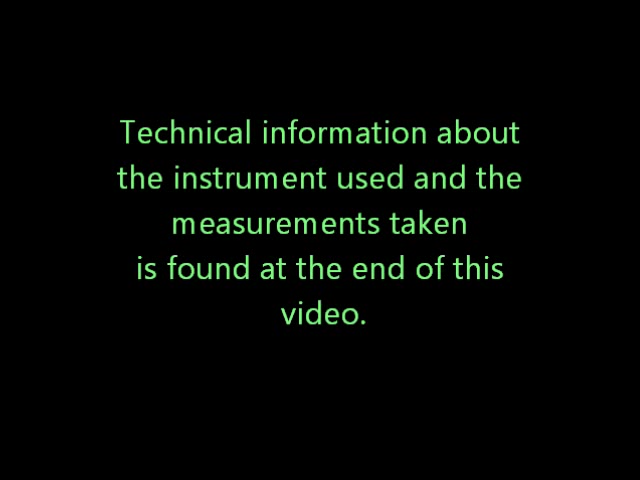 Technical information about
the instrument used and the
measurements taken
is found at the end of this
video.